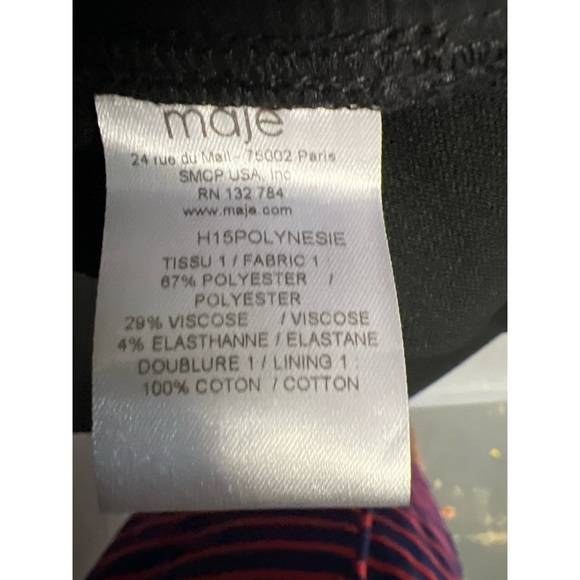 maje
24 rue du Mail - 75002 Paris
SMCP USA, Inc
RN 132 784
www.maje.com
H15POLYNESIE
TISSU 1 / FABRIC 1 :
67% POLYESTER /
POLYESTER
29% VISCOSE / VISCOSE
4% ELASTHANNE / ELASTANE
DOUBLURE 1 / LINING 1 :
100% COTON / COTTON